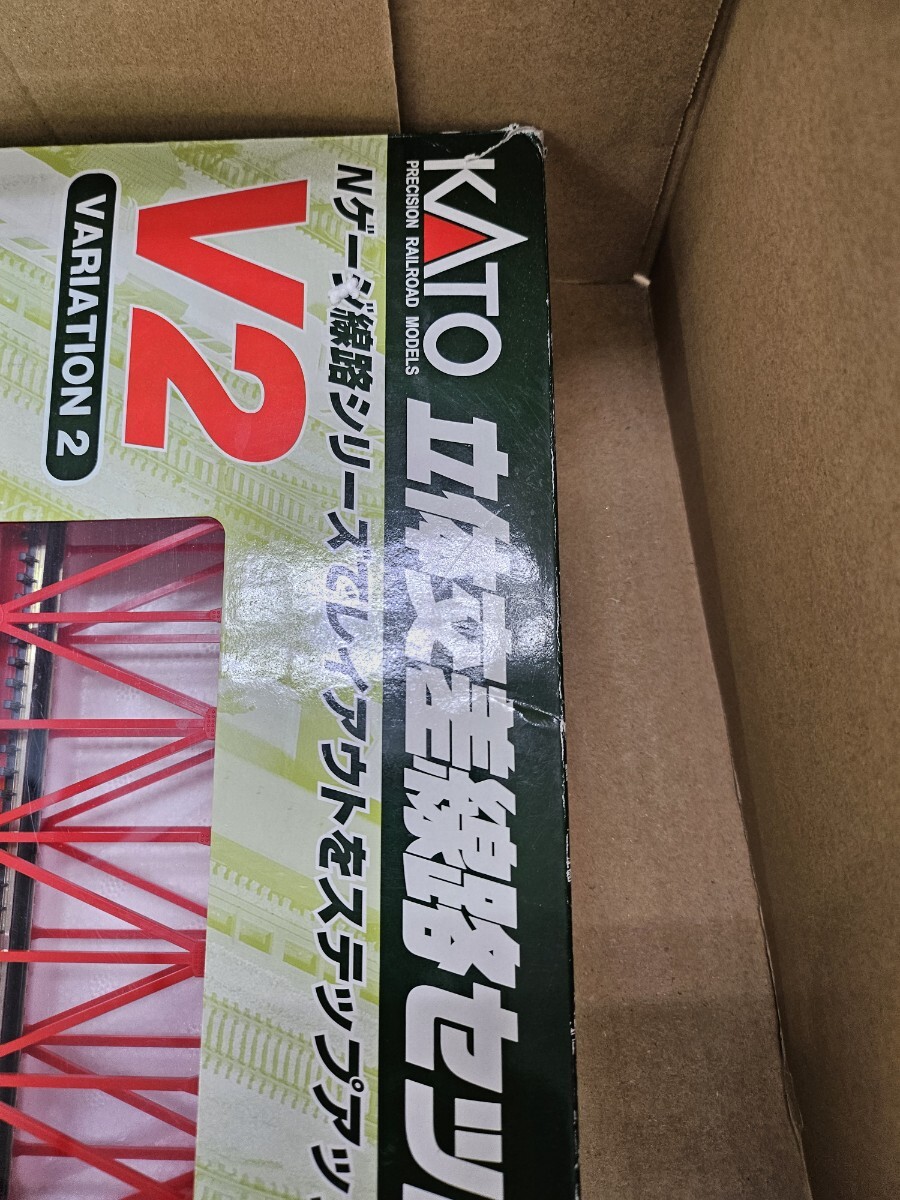 KATO
PRECISION RAILROAD MODELS
立体交差線路セッ
Nゲージ線路シリーズでレイアウトをステップアッ
V2
VARIATION 2